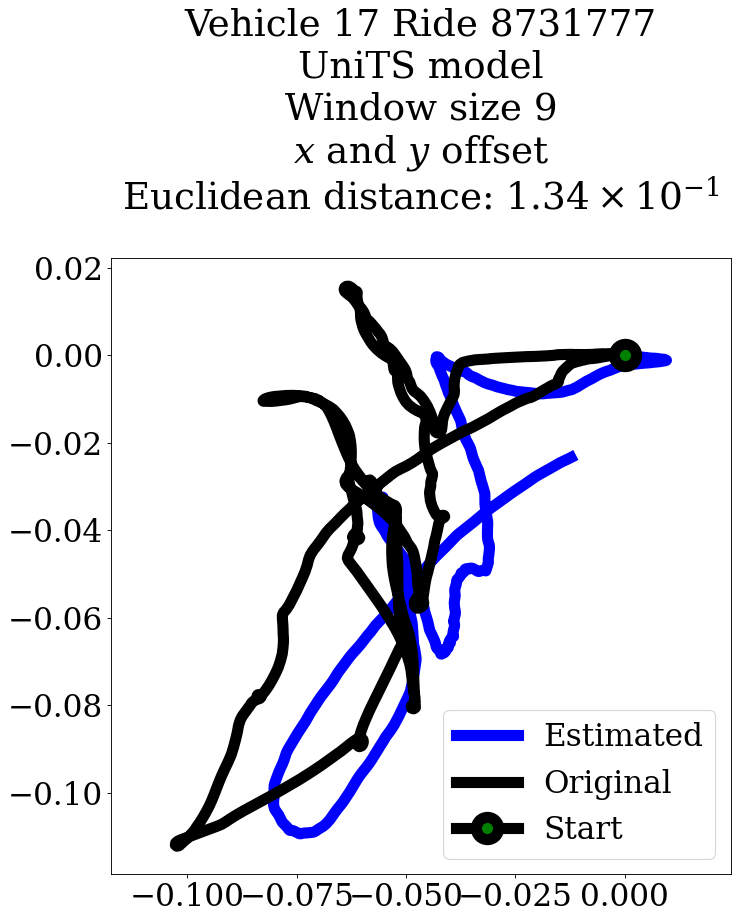 Vehicle 17 Ride 8731777
UniTS model
Window size 9
x and y offset
Euclidean distance: 1.34 × 10⁻¹
0.02
0.00
−0.02
−0.04
−0.06
−0.08
−0.10
Estimated
Original
Start
−0.100 −0.075 −0.050 −0.025 0.000